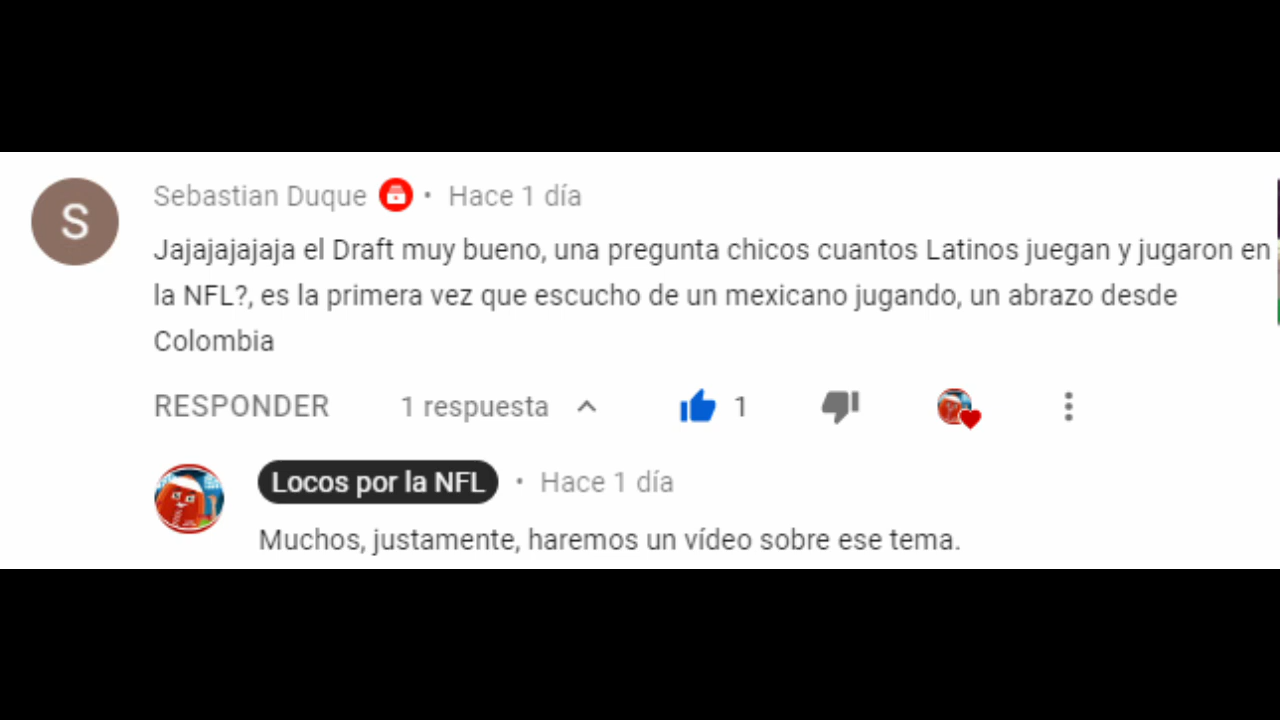 S
Sebastian Duque • Hace 1 día
Jajajajajaja el Draft muy bueno, una pregunta chicos cuantos Latinos juegan y jugaron en
la NFL?, es la primera vez que escucho de un mexicano jugando, un abrazo desde
Colombia
RESPONDER 1 respuesta 1
Locos por la NFL • Hace 1 día
Muchos, justamente, haremos un vídeo sobre ese tema.